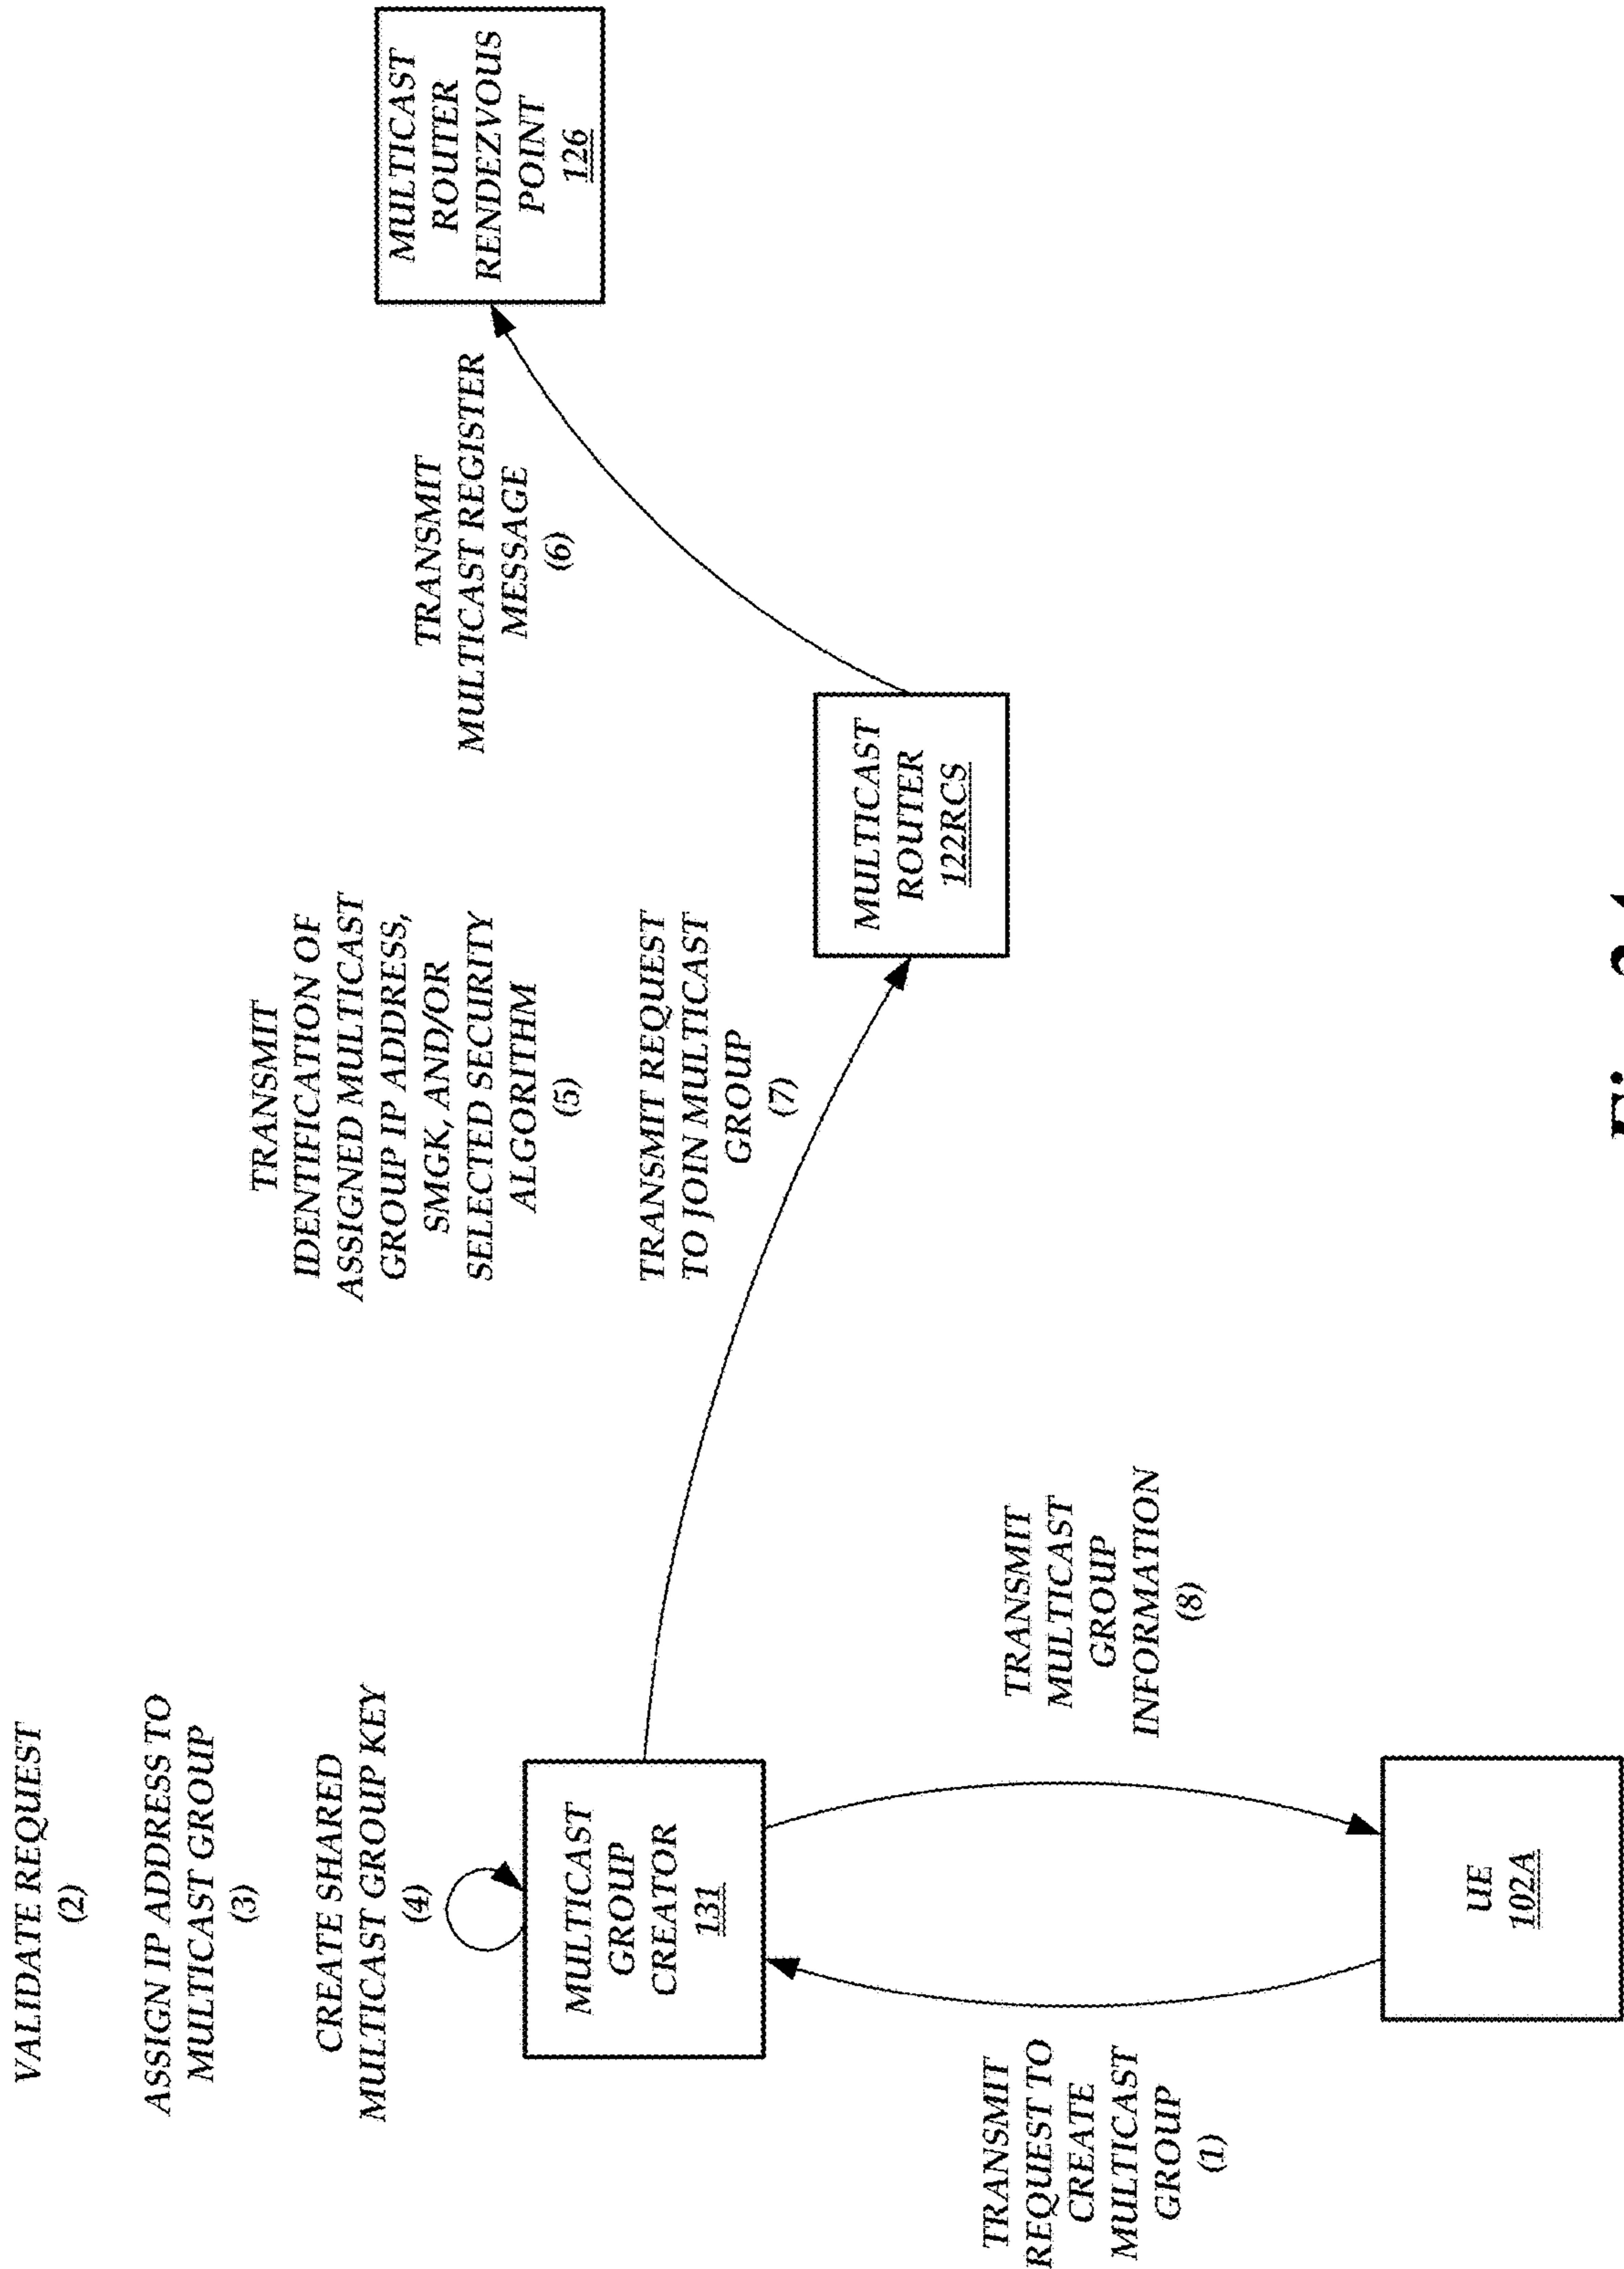 VALIDATE REQUEST
(2)
ASSIGN IP ADDRESS TO
MULTICAST GROUP
(3)
CREATE SHARED
MULTICAST GROUP KEY
(4)
MULTICAST
GROUP
CREATOR
131
TRANSMIT
REQUEST TO
CREATE
MULTICAST
GROUP
(1)
UE
102A
TRANSMIT
MULTICAST
GROUP
INFORMATION
(8)
TRANSMIT
IDENTIFICATION OF
ASSIGNED MULTICAST
GROUP IP ADDRESS,
SMGK, AND/OR
SELECTED SECURITY
ALGORITHM
(5)
TRANSMIT REQUEST
TO JOIN MULTICAST
GROUP
(7)
MULTICAST
ROUTER
122RCS
TRANSMIT
MULTICAST REGISTER
MESSAGE
(6)
MULTICAST
ROUTER
RENDEZVOUS
POINT
126